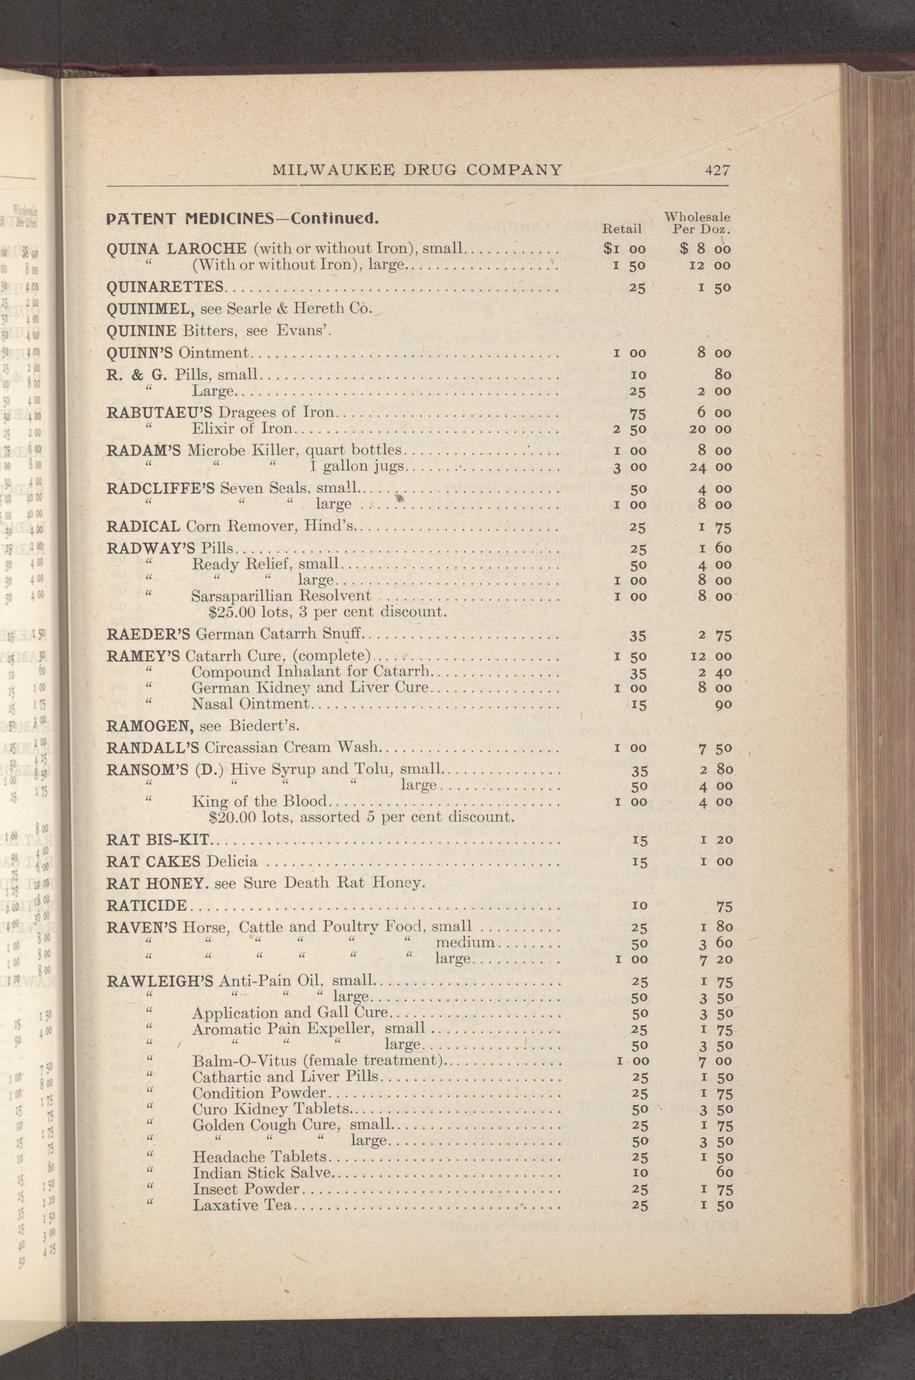 MILWAUKEE DRUG COMPANY 427
PATENT MEDICINES—Continued.
Retail Wholesale Per Doz.
QUINA LAROCHE (with or without Iron), small............ $1 00 $ 8 00
“ (With or without Iron), large.................. 1 50 12 00
QUINARETTES........................................ 25 1 50
QUINIMEL, see Searle & Hereth Co.
QUININE Bitters, see Evans'.
QUINN'S Ointment..................................... 1 00 8 00
R. & G. Pills, small.................................... 10 80
“ Large....................................... 25 2 00
RABUTAEU'S Dragees of Iron........................... 75 6 00
“ Elixir of Iron................................ 2 50 20 00
RADAM'S Microbe Killer, quart bottles................... 1 00 8 00
“ “ “ 1 gallon jugs................... 3 00 24 00
RADCLIFFE'S Seven Seals, small........................ 50 4 00
“ “ “ large ........................ 1 00 8 00
RADICAL Corn Remover, Hind's......................... 25 1 75
RADWAY'S Pills....................................... 25 1 60
“ Ready Relief, small.......................... 50 4 00
“ “ “ large........................... 1 00 8 00
“ Sarsaparillian Resolvent ...................... 1 00 8 00
$25.00 lots, 3 per cent discount.
RAEDER'S German Catarrh Snuff........................ 35 2 75
RAMEY'S Catarrh Cure, (complete)...................... 1 50 12 00
“ Compound Inhalant for Catarrh................ 35 2 40
“ German Kidney and Liver Cure................ 1 00 8 00
“ Nasal Ointment.............................. 15 90
RAMOGEN, see Biedert's.
RANDALL'S Circassian Cream Wash...................... 1 00 7 50
RANSOM'S (D.) Hive Syrup and Tolu, small............... 35 2 80
“ “ “ “ large............... 50 4 00
“ King of the Blood............................ 1 00 4 00
$20.00 lots, assorted 5 per cent discount.
RAT BIS-KIT.......................................... 15 1 20
RAT CAKES Delicia ................................... 15 1 00
RAT HONEY. see Sure Death Rat Honey.
RATICIDE............................................ 10 75
RAVEN'S Horse, Cattle and Poultry Food, small .......... 25 1 80
“ “ “ “ “ “ medium........ 50 3 60
“ “ “ “ “ “ large........... 1 00 7 20
RAWLEIGH'S Anti-Pain Oil, small....................... 25 1 75
“ “ “ “ large....................... 50 3 50
“ Application and Gall Cure..................... 50 3 50
“ Aromatic Pain Expeller, small ................ 25 1 75
“ “ “ “ large................. 50 3 50
“ Balm-O-Vitus (female treatment).............. 1 00 7 00
“ Cathartic and Liver Pills...................... 25 1 50
“ Condition Powder............................ 25 1 75
“ Curo Kidney Tablets......................... 50 3 50
“ Golden Cough Cure, small.................... 25 1 75
“ “ “ “ large..................... 50 3 50
“ Headache Tablets............................ 25 1 50
“ Indian Stick Salve............................ 10 60
“ Insect Powder............................... 25 1 75
“ Laxative Tea................................ 25 1 50